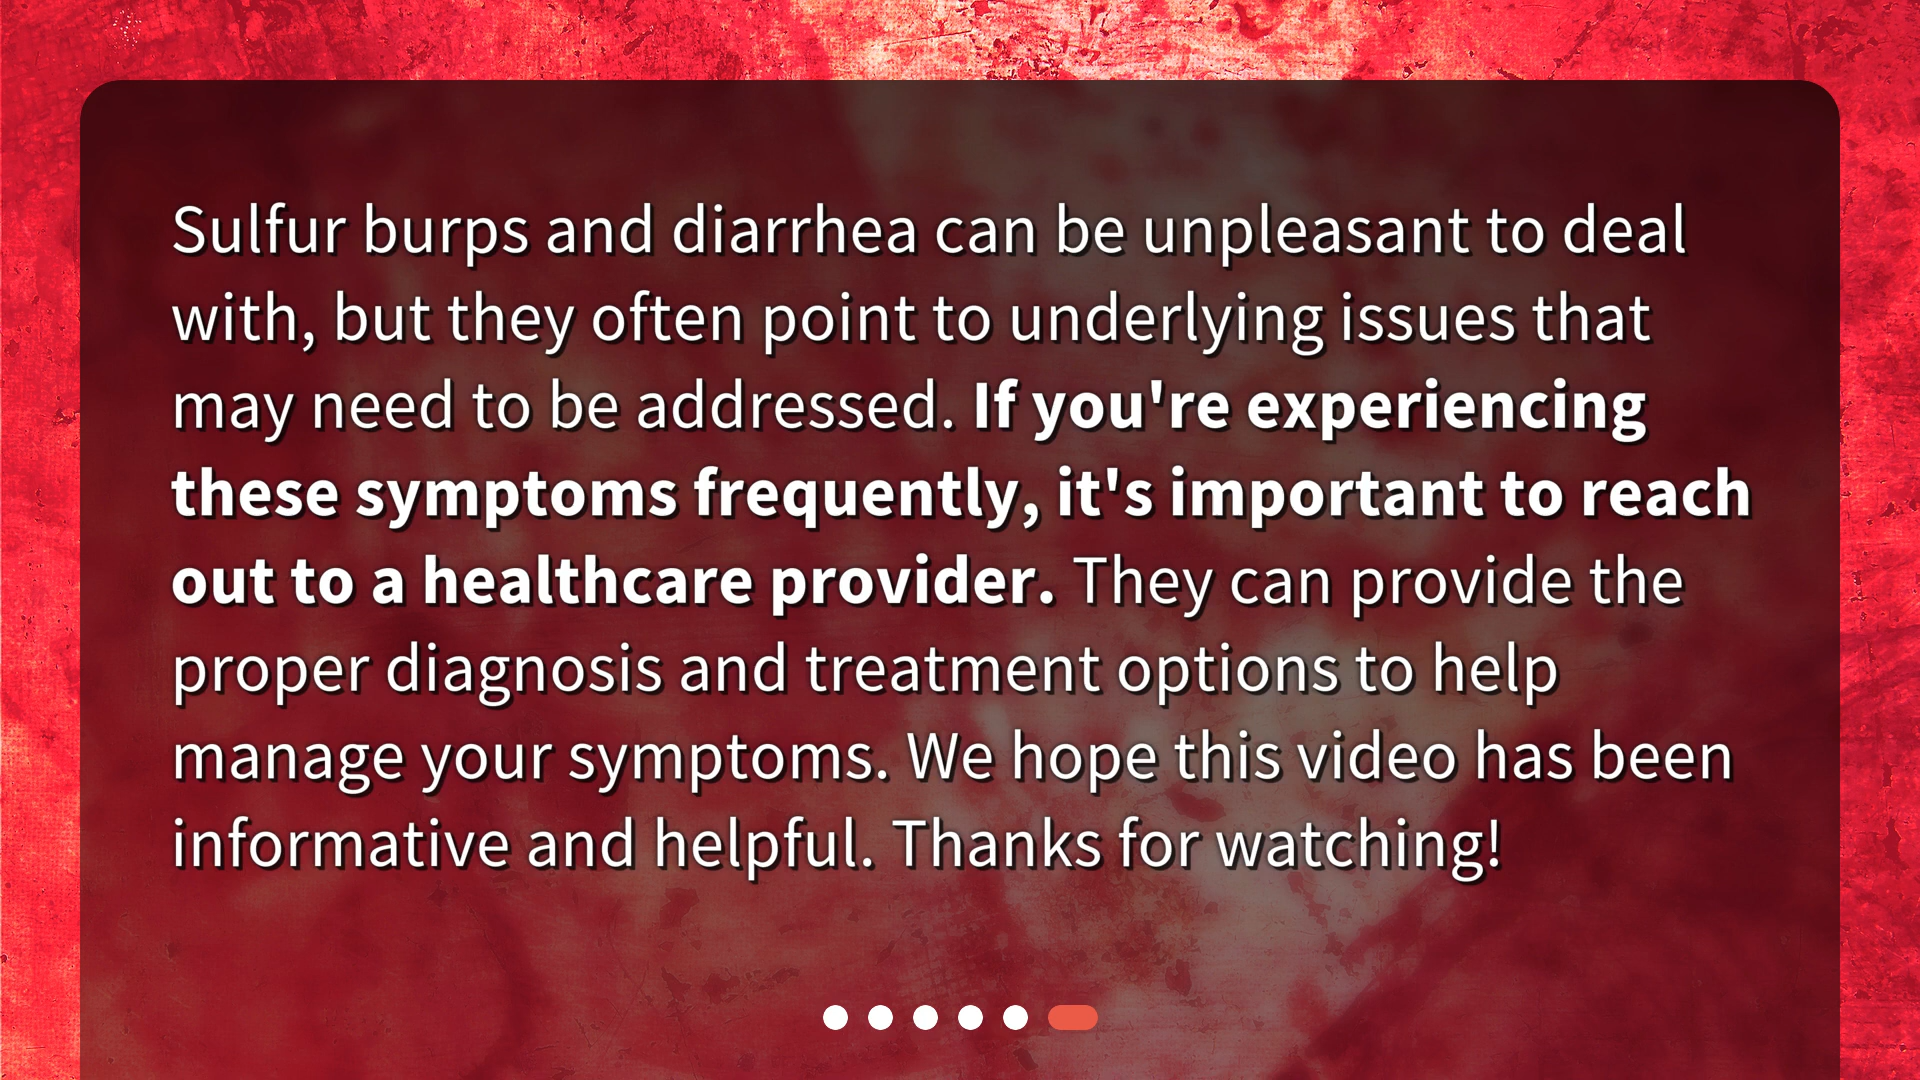 Sulfur burps and diarrhea can be unpleasant to deal
with, but they often point to underlying issues that
may need to be addressed. If you're experiencing
these symptoms frequently, it's important to reach
out to a healthcare provider. They can provide the
proper diagnosis and treatment options to help
manage your symptoms. We hope this video has been
informative and helpful. Thanks for watching!